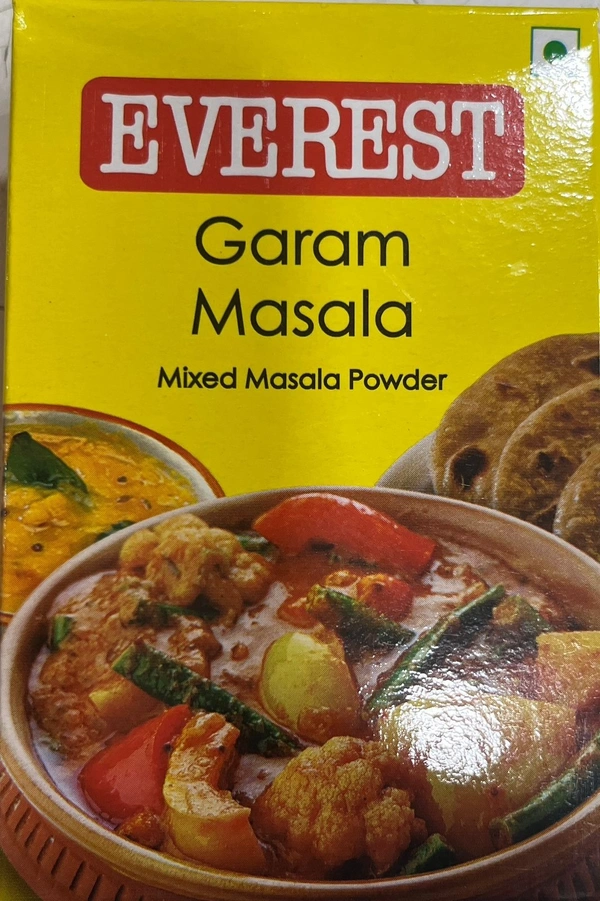 EVEREST
Garam
Masala
Mixed Masala Powder